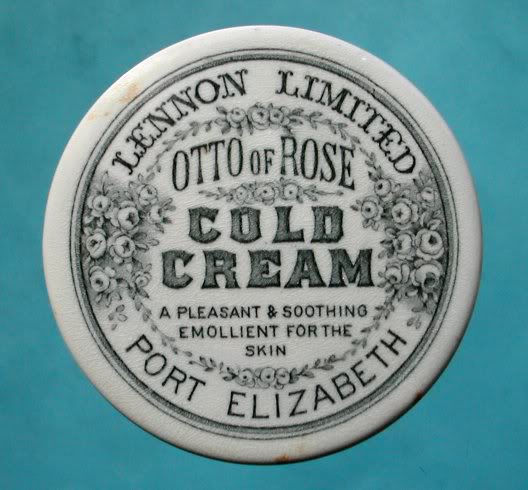 LENNON LIMITED
OTTO OF ROSE
COLD
CREAM
A PLEASANT & SOOTHING
EMOLLIENT FOR THE
SKIN
PORT ELIZABETH